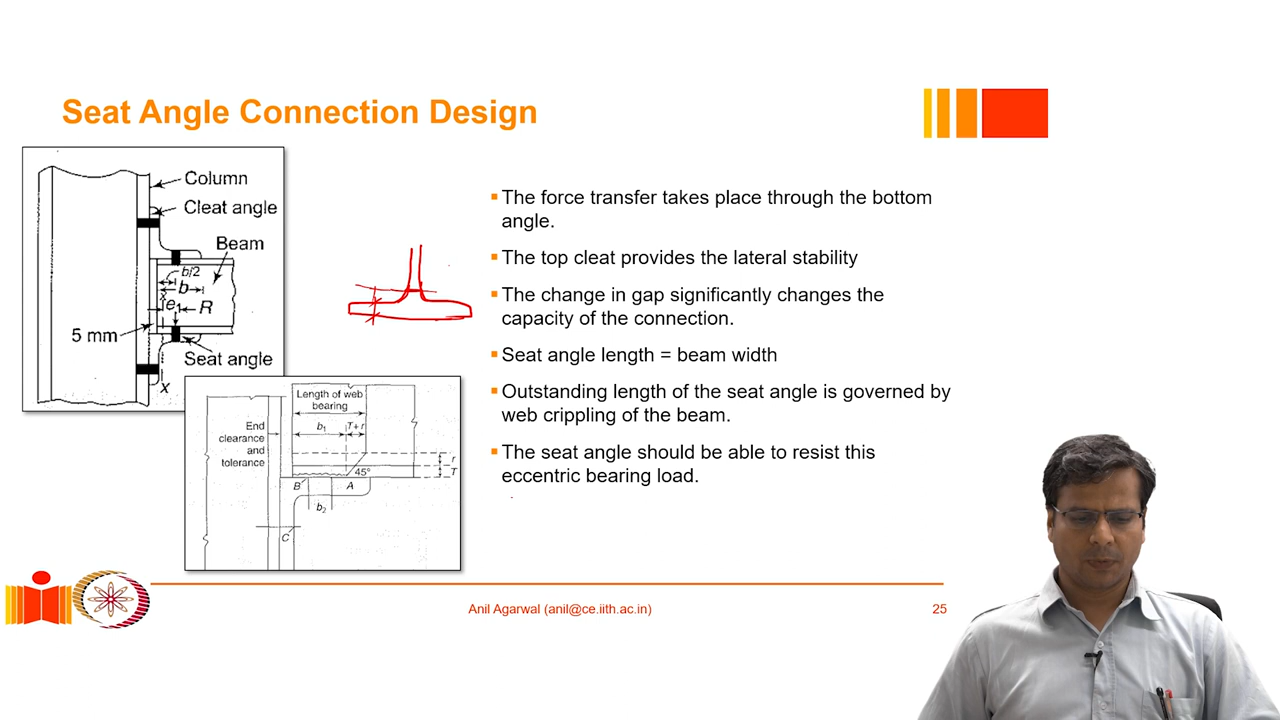 Seat Angle Connection Design
Column
Cleat angle
Beam
b/2
b
x
e₁
R
5 mm
Seat angle
x
Length of web
bearing
b₁
T+r
End
clearance
and
tolerance
r
T
45°
B
A
b₂
C
▪ The force transfer takes place through the bottom
angle.
▪ The top cleat provides the lateral stability
▪ The change in gap significantly changes the
capacity of the connection.
▪ Seat angle length = beam width
▪ Outstanding length of the seat angle is governed by
web crippling of the beam.
▪ The seat angle should be able to resist this
eccentric bearing load.
Anil Agarwal (anil@ce.iith.ac.in)
25